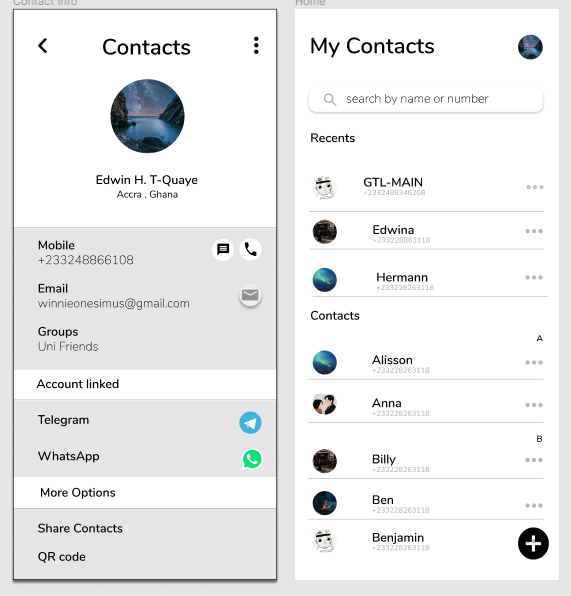 Contact Info
Contacts
Edwin H. T-Quaye
Accra , Ghana
Mobile
+233248866108
Email
winnieonesimus@gmail.com
Groups
Uni Friends
Account linked
Telegram
WhatsApp
More Options
Share Contacts
QR code
Home
My Contacts
search by name or number
Recents
GTL-MAIN
+2332488346208
Edwina
+233228863118
Hermann
+233228263118
Contacts
A
Alisson
+233228263118
Anna
+233228263118
B
Billy
+233228263118
Ben
+233228263118
Benjamin
+233228263118